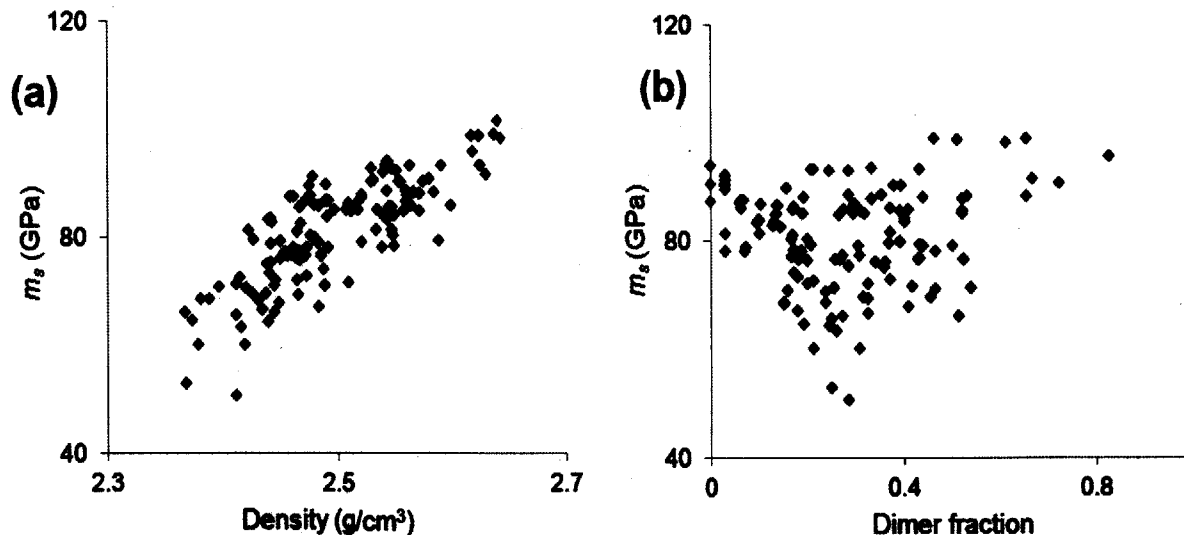 (a)
120
80
40
m_s (GPa)
2.3 2.5 2.7
Density (g/cm³)
(b)
120
80
40
m_s (GPa)
0 0.4 0.8
Dimer fraction